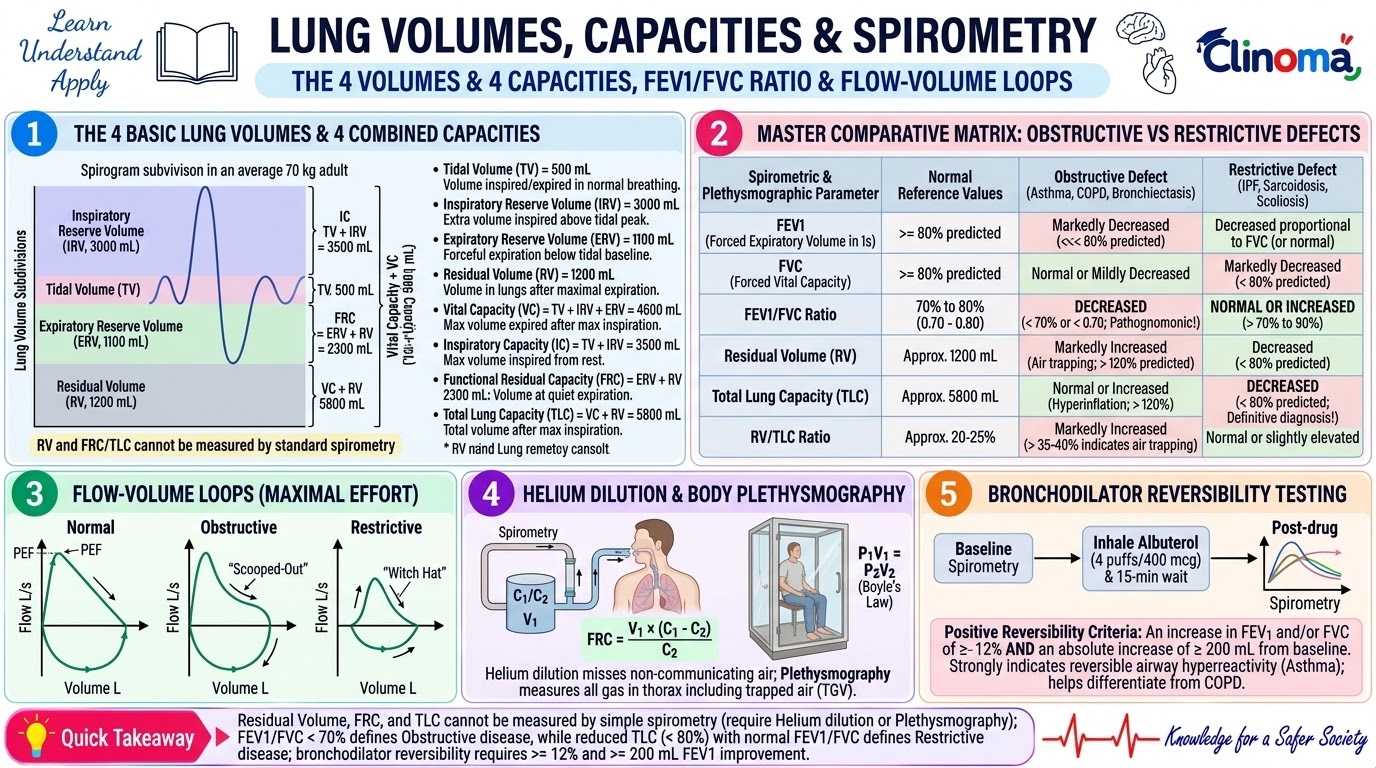 Learn
Understand
Apply
LUNG VOLUMES, CAPACITIES & SPIROMETRY
THE 4 VOLUMES & 4 CAPACITIES, FEV1/FVC RATIO & FLOW-VOLUME LOOPS
Clinoma
1 THE 4 BASIC LUNG VOLUMES & 4 COMBINED CAPACITIES
Spirogram subvivison in an average 70 kg adult
Lung Volume Subdivisions
Inspiratory
Reserve Volume
(IRV, 3000 mL)
Tidal Volume (TV)
Expiratory Reserve Volume
(ERV, 1100 mL)
Residual Volume
(RV, 1200 mL)
IC
TV + IRV
= 3500 mL
TV. 500 mL
FRC
= ERV + RV
= 2300 mL
VC + RV
5800 mL
Vital Capacity + VC
RV and FRC/TLC cannot be measured by standard spirometry
• Tidal Volume (TV) = 500 mL
Volume inspired/expired in normal breathing.
• Inspiratory Reserve Volume (IRV) = 3000 mL
Extra volume inspired above tidal peak.
• Expiratory Reserve Volume (ERV) = 1100 mL
Forceful expiration below tidal baseline.
• Residual Volume (RV) = 1200mL
Volume in lungs after maximal expiration.
• Vital Capacity (VC) = TV + IRV + ERV = 4600 mL
Max volume expired after max inspiration.
• Inspiratory Capacity (IC) = TV + IRV = 3500 mL
Max volume inspired from rest.
• Functional Residual Capacity (FRC) = ERV + RV
2300 mL: Volume at quiet expiration.
• Total Lung Capacity (TLC) = VC + RV = 5800 mL
Total volume after max inspiration.
* RV naind Lung remetoy cansolt
2 MASTER COMPARATIVE MATRIX: OBSTRUCTIVE VS RESTRICTIVE DEFECTS
Spirometric &
Plethysmographic Parameter
Normal
Reference Values
Obstructive Defect
(Asthma, COPD, Bronchiectasis)
Restrictive Defect
(IPF, Sarcoidosis,
Scoliosis)
FEV1
(Forced Expiratory Volume in 1s)
>= 80% predicted
Markedly Decreased
(<<< 80% predicted)
Decreased proportional
to FVC (or normal)
FVC
(Forced Vital Capacity)
>= 80% predicted
Normal or Mildly Decreased
Markedly Decreased
(< 80% predicted)
FEV1/FVC Ratio
70% to 80%
(0.70 - 0.80)
DECREASED
(< 70% or < 0.70; Pathognomonic!)
NORMAL OR INCREASED
(> 70% to 90%)
Residual Volume (RV)
Approx. 1200 mL
Markedly Increased
(Air trapping; > 120% predicted)
Decreased
(< 80% predicted)
Total Lung Capacity (TLC)
Approx. 5800 mL
Normal or Increased
(Hyperinflation; > 120%)
DECREASED
(< 80% predicted;
Definitive diagnosis!)
RV/TLC Ratio
Approx. 20-25%
Markedly Increased
(> 35-40% indicates air trapping)
Normal or slightly elevated
3 FLOW-VOLUME LOOPS (MAXIMAL EFFORT)
Normal
PEF
PEF
Flow L/s
Volume L
Obstructive
"Scooped-Out"
Flow L/s
Volume L
Restrictive
"Witch Hat"
Flow L/s
Volume L
4 HELIUM DILUTION & BODY PLETHYSMOGRAPHY
Spirometry
C1/C2
V1
FRC = V1 × (C1 - C2)
C2
P1V1 =
P2V2
(Boyle's
Law)
Helium dilution misses non-communicating air; Plethysmography
measures all gas in thorax including trapped air (TGV).
5 BRONCHODILATOR REVERSIBILITY TESTING
Baseline
Spirometry
Inhale Albuterol
(4 puffs/400 mcg)
& 15-min wait
Post-drug
Spirometry
Positive Reversibility Criteria: An increase in FEV₁ and/or FVC
of ≥- 12% AND an absolute increase of ≥ 200 mL from baseline.
Strongly indicates reversible airway hyperreactivity (Asthma);
helps differentiate from COPD.
Quick Takeaway
Residual Volume, FRC, and TLC cannot be measured by simple spirometry (require Helium dilution or Plethysmography);
FEV1/FVC < 70% defines Obstructive disease, while reduced TLC (< 80%) with normal FEV1/FVC defines Restrictive
disease; bronchodilator reversibility requires >= 12% and >= 200 mL FEV1 improvement.
Knowledge for a Safer Society